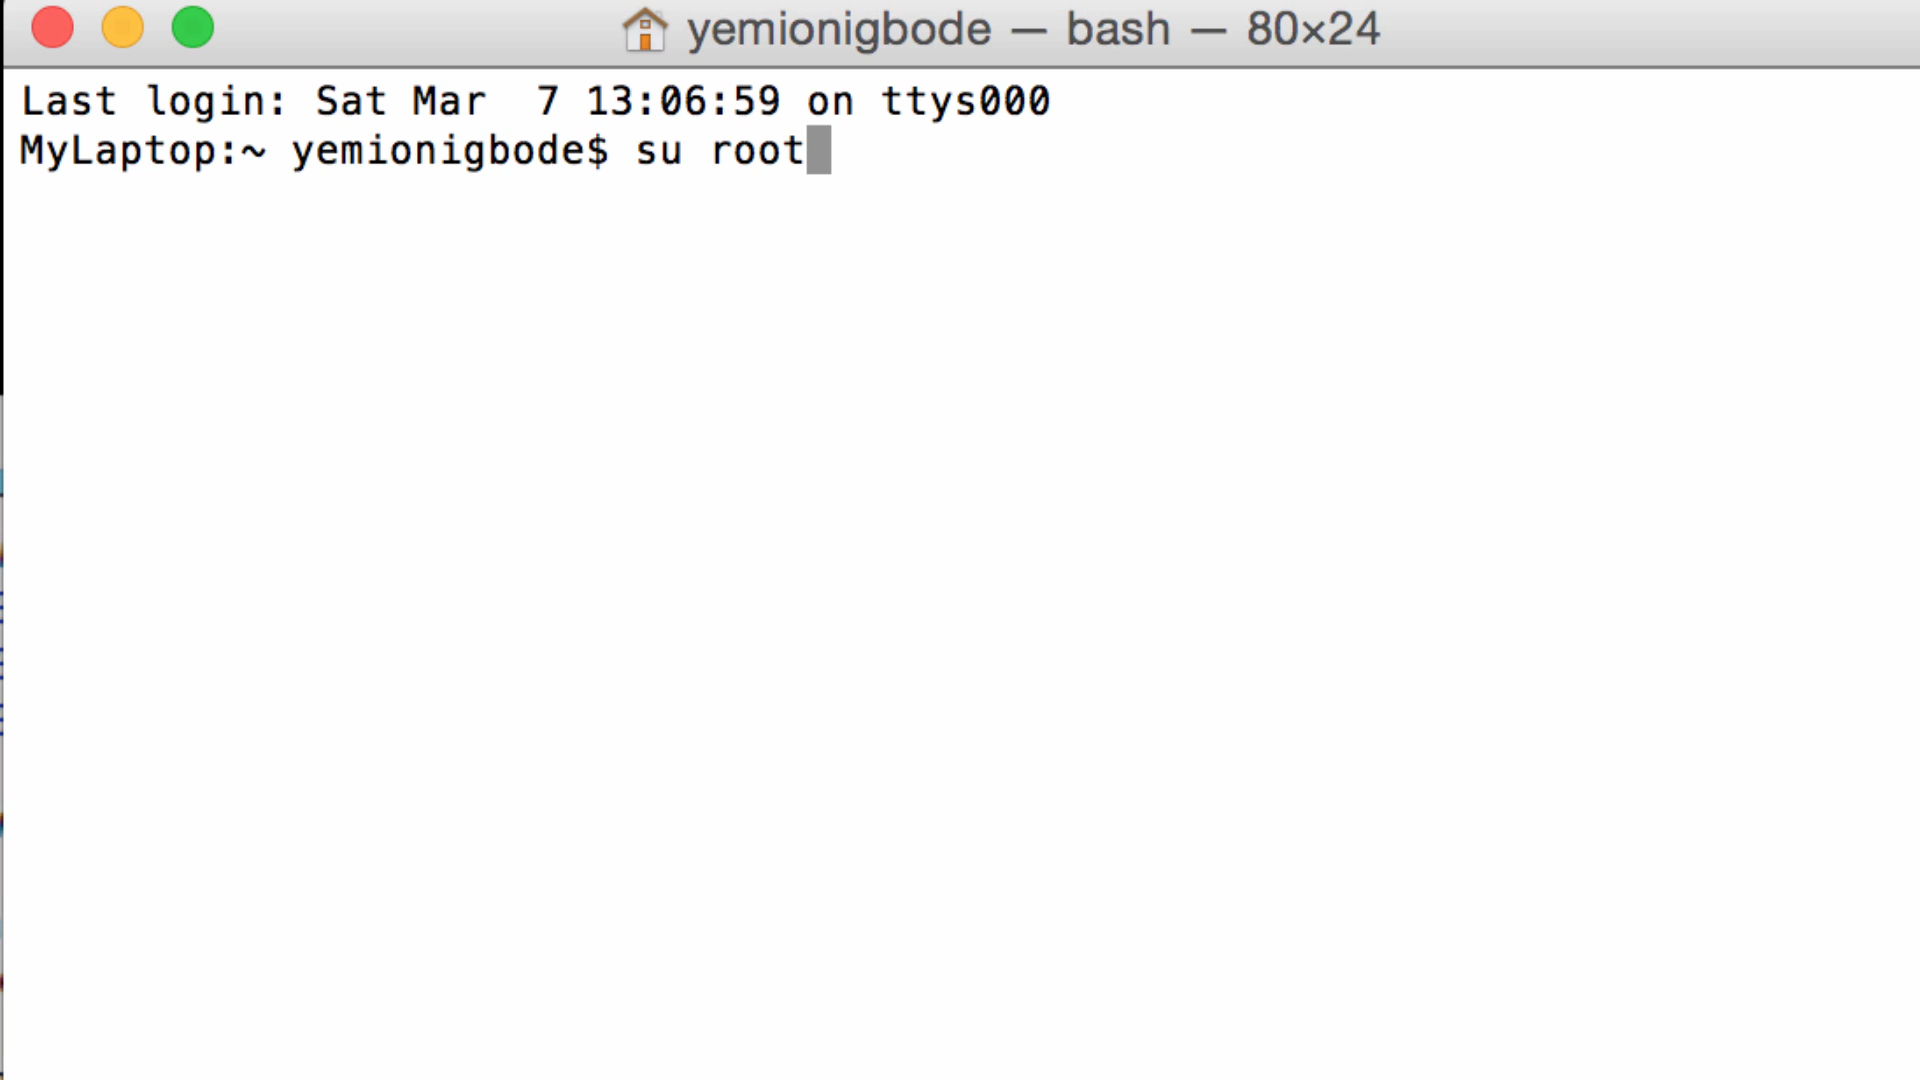 yemionigbode — bash — 80×24
Last login: Sat Mar  7 13:06:59 on ttys000
MyLaptop:~ yemionigbode$ su root